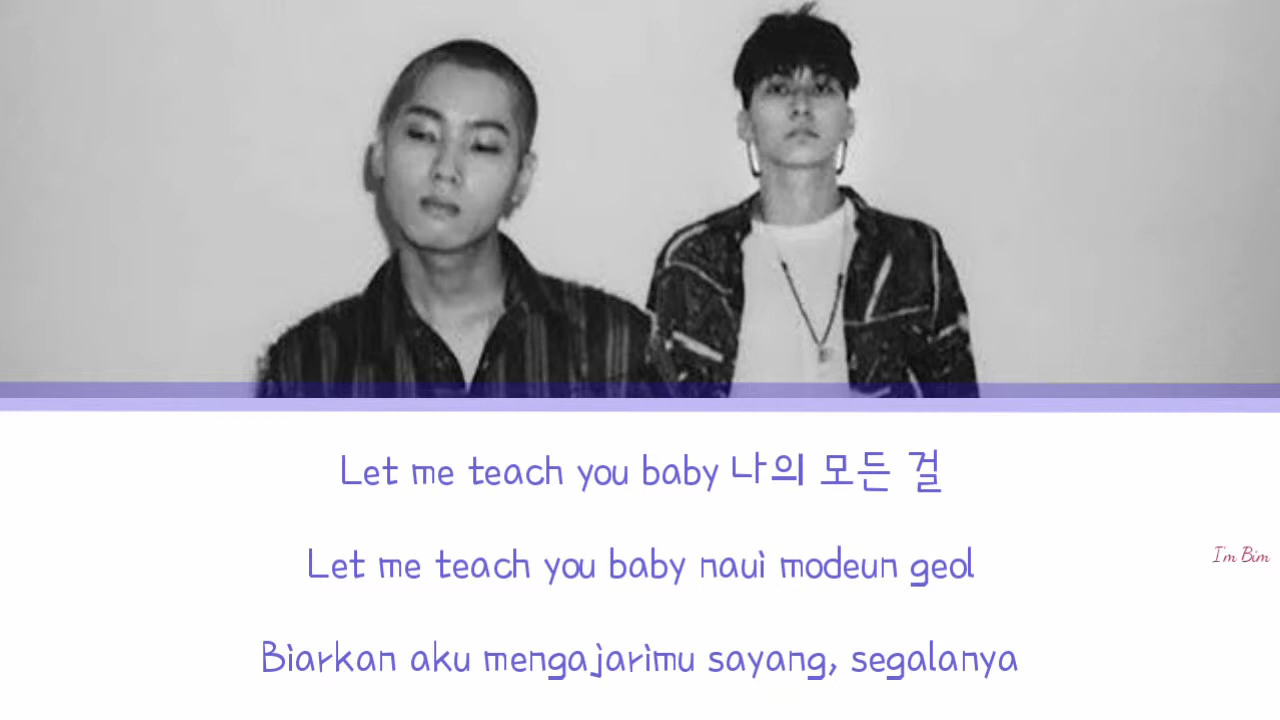 Let me teach you baby 나의 모든 걸
Let me teach you baby naui modeun geol
I'm Bim
Biarkan aku mengajarimu sayang, segalanya